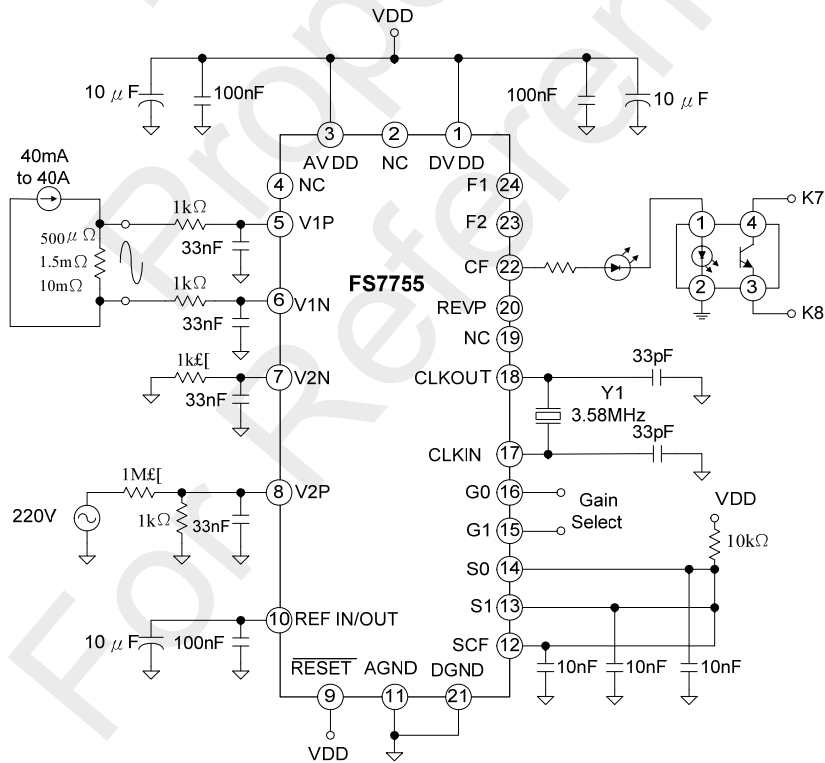 VDD
10 μF
100nF
100nF
10 μF
3
2
1
AVDD
NC
DVDD
40mA
to 40A
4
NC
F1
24
1kΩ
5
V1P
F2
23
33nF
500μΩ
1.5mΩ
10mΩ
CF
22
1
4
K7
FS7755
1kΩ
6
V1N
REVP
20
2
3
K8
33nF
NC
19
1k£[
7
V2N
CLKOUT
18
33pF
33nF
Y1
3.58MHz
33pF
CLKIN
17
1M£[
8
V2P
G0
16
Gain
Select
VDD
220V
1kΩ
33nF
G1
15
10kΩ
S0
14
S1
13
10
REF IN/OUT
10 μF
100nF
SCF
12
10nF
10nF
10nF
RESET
AGND
DGND
9
11
21
VDD
For Refere
Prope